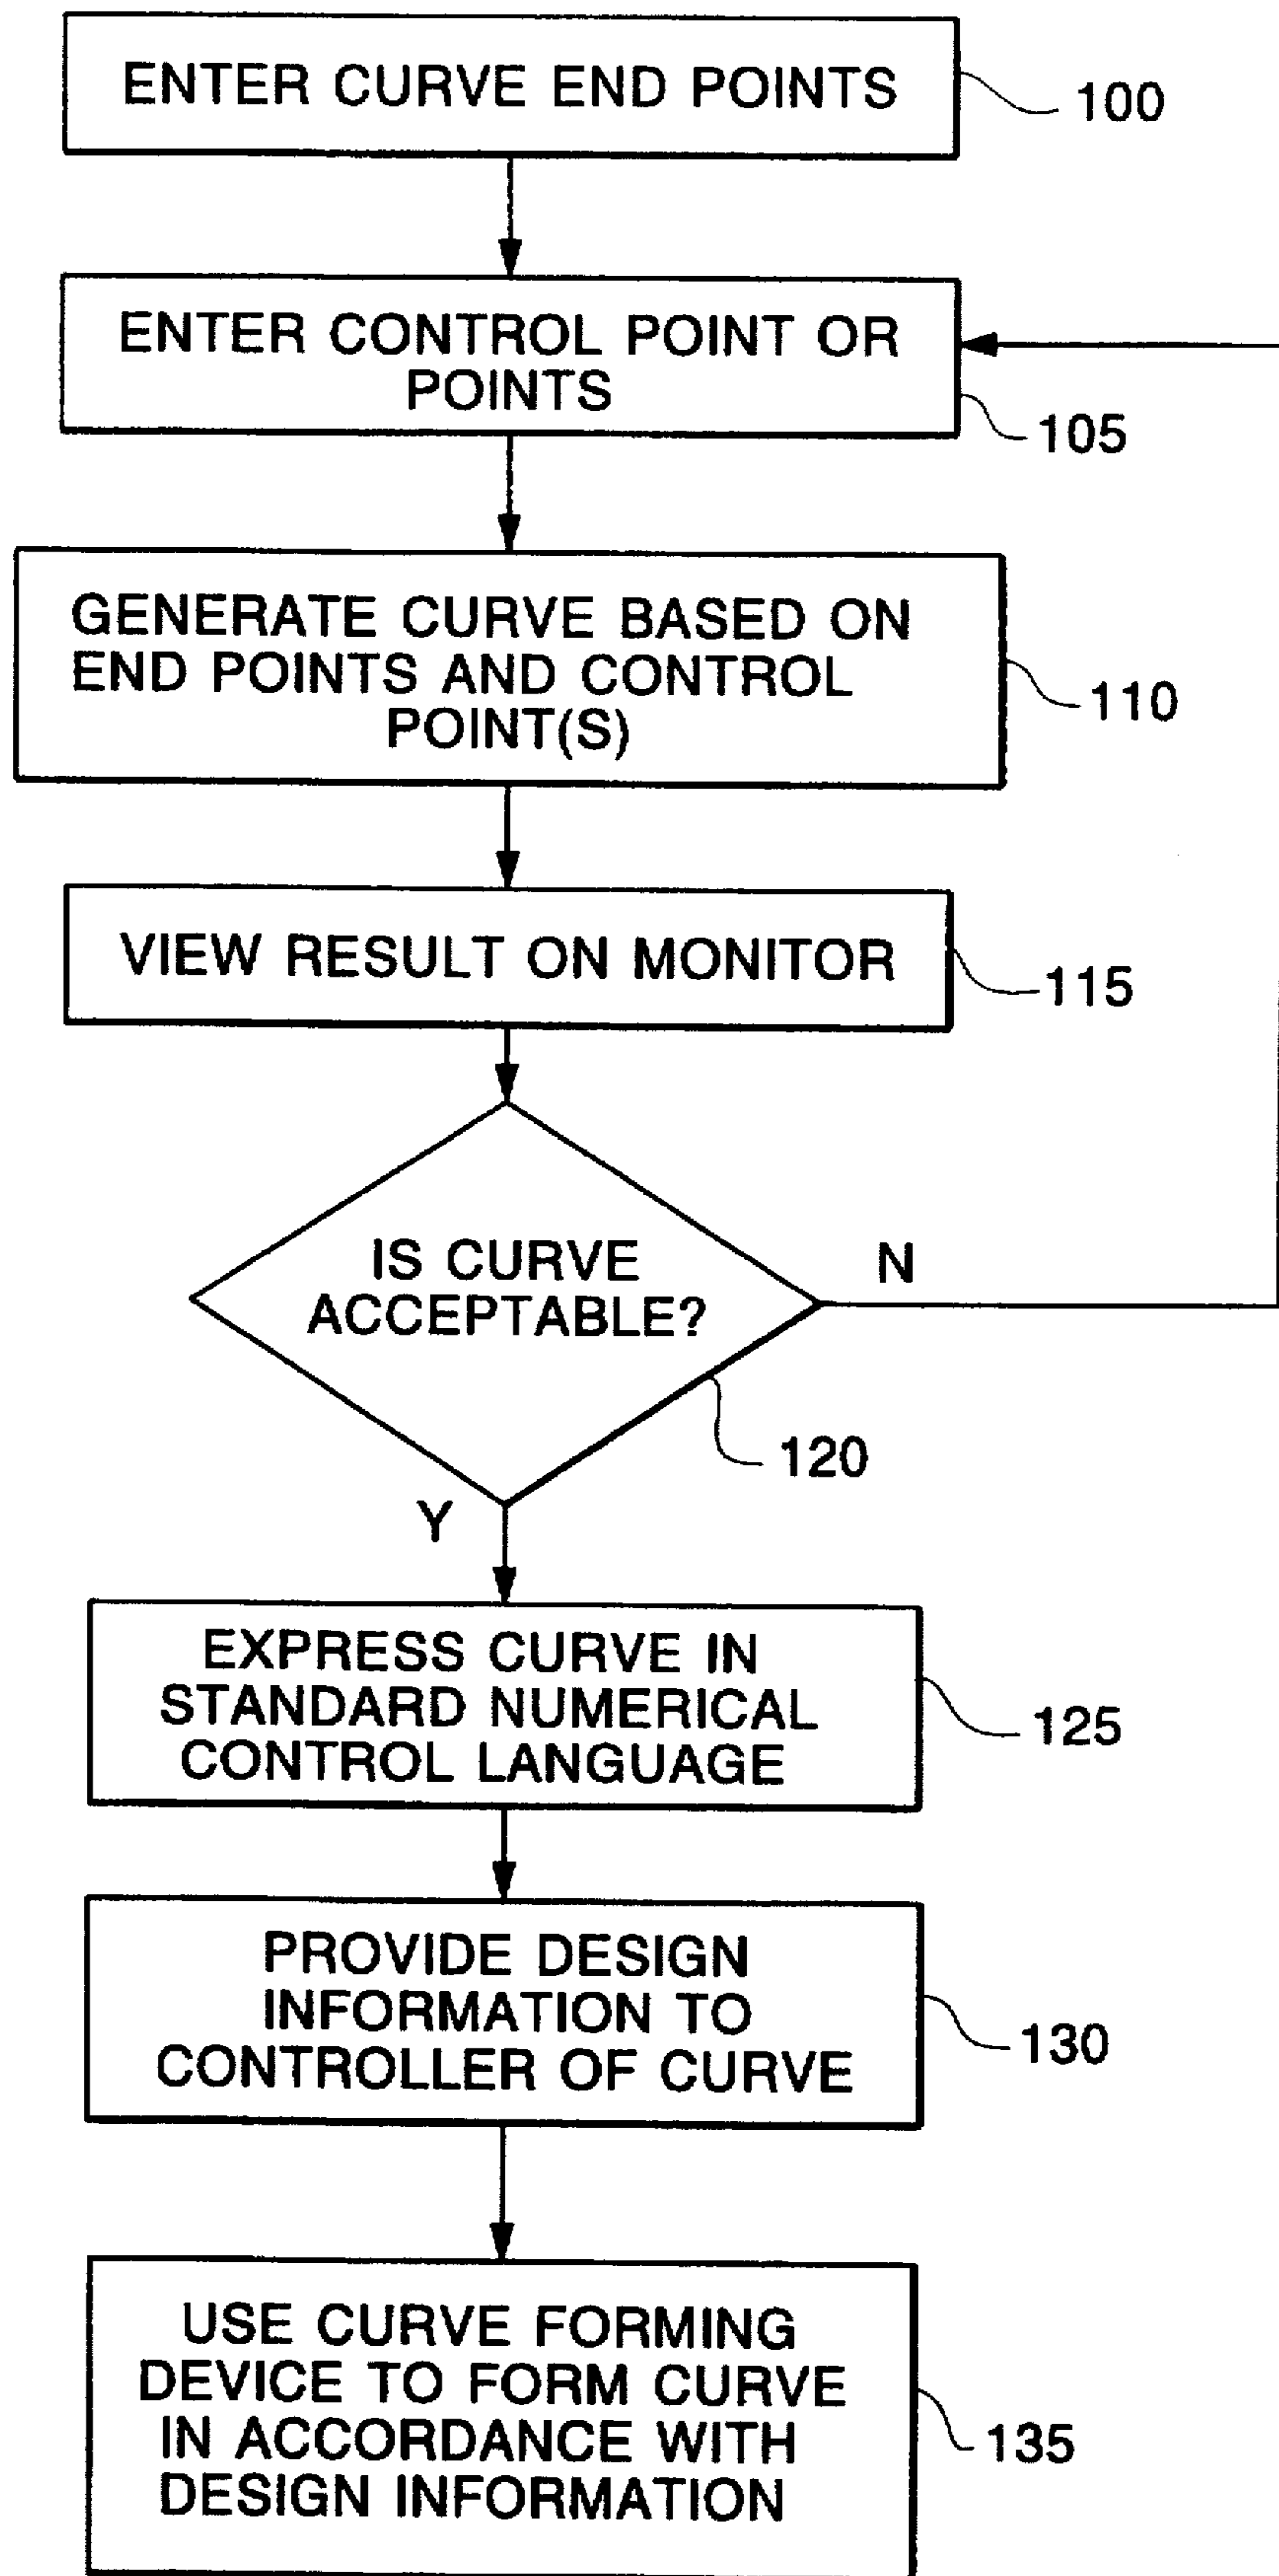 ENTER CURVE END POINTS
100
ENTER CONTROL POINT OR
POINTS
105
GENERATE CURVE BASED ON
END POINTS AND CONTROL
POINT(S)
110
VIEW RESULT ON MONITOR
115
IS CURVE
ACCEPTABLE?
N
120
Y
EXPRESS CURVE IN
STANDARD NUMERICAL
CONTROL LANGUAGE
125
PROVIDE DESIGN
INFORMATION TO
CONTROLLER OF CURVE
130
USE CURVE FORMING
DEVICE TO FORM CURVE
IN ACCORDANCE WITH
DESIGN INFORMATION
135